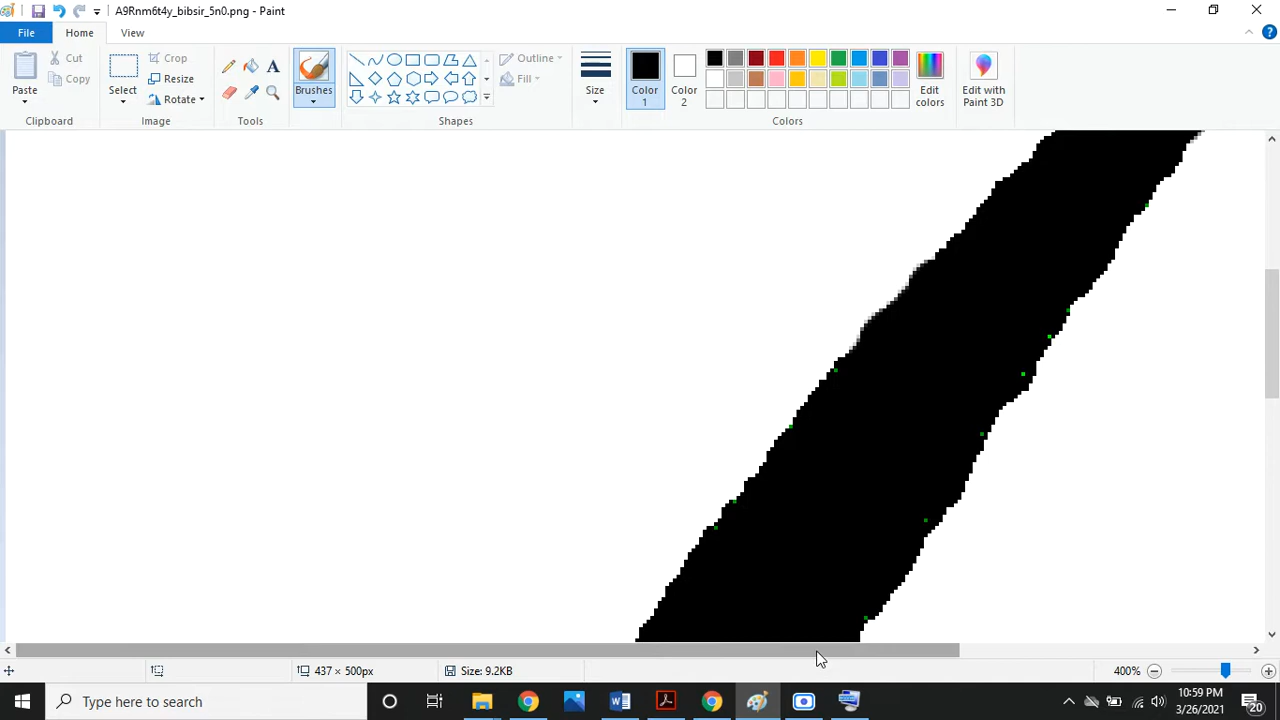 A9Rnm6t4y_bibsir_5n0.png - Paint
File Home View
Paste
Cut
Copy
Clipboard
Select
Crop
Resize
Rotate
Image
A
Tools
Brushes
Shapes
Outline
Fill
Size
Color 1
Color 2
Colors
Edit colors
Edit with Paint 3D
437 × 500px
Size: 9.2KB
400%
Type here to search
10:59 PM
3/26/2021
20